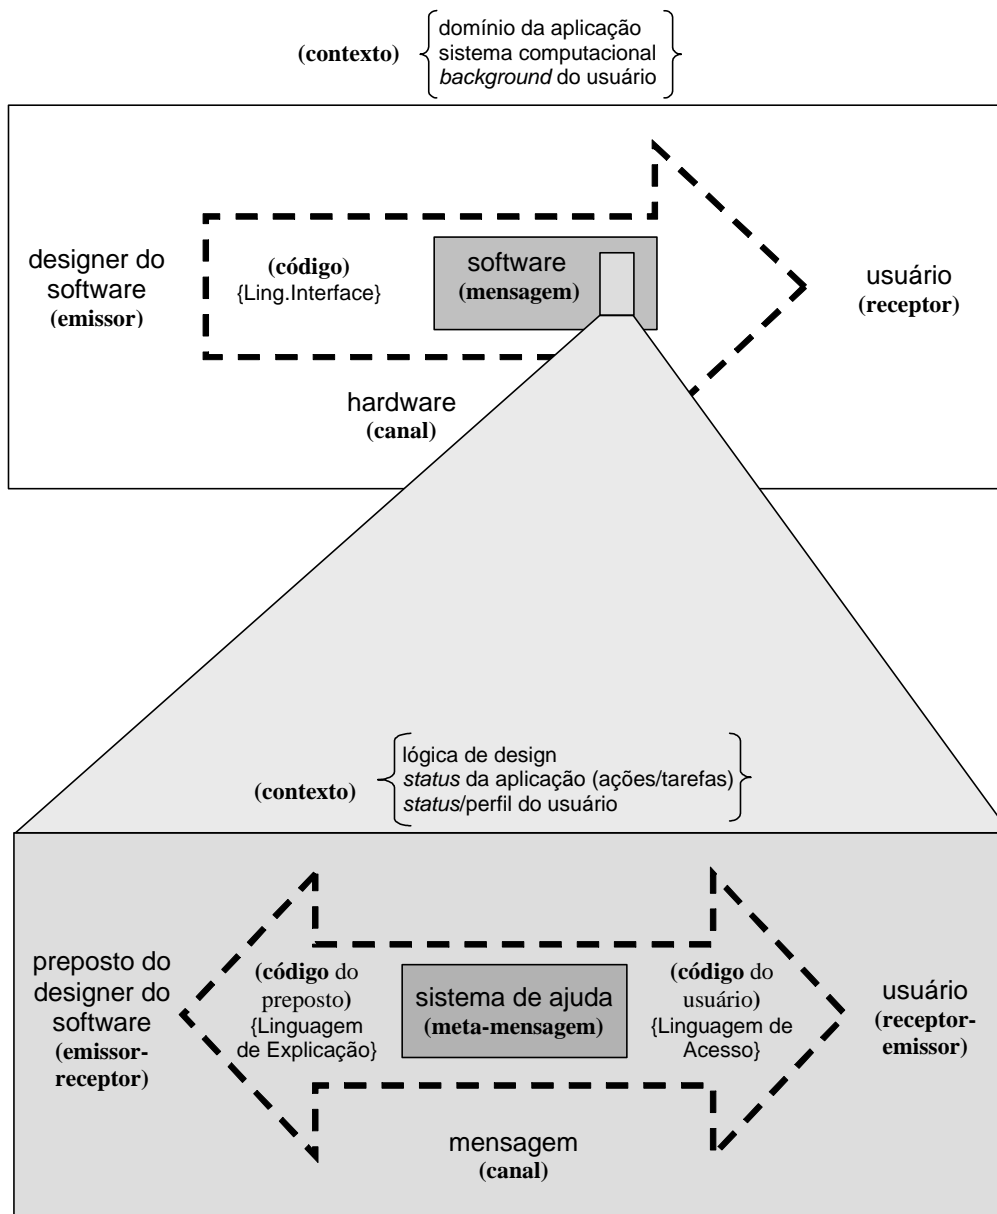 (contexto)
domínio da aplicação
sistema computacional
background do usuário
designer do
software
(emissor)
(código)
{Ling.Interface}
software
(mensagem)
usuário
(receptor)
hardware
(canal)
(contexto)
lógica de design
status da aplicação (ações/tarefas)
status/perfil do usuário
preposto do
designer do
software
(emissor-
receptor)
(código do
preposto)
{Linguagem
de Explicação}
sistema de ajuda
(meta-mensagem)
(código do
usuário)
{Linguagem de
Acesso}
usuário
(receptor-
emissor)
mensagem
(canal)